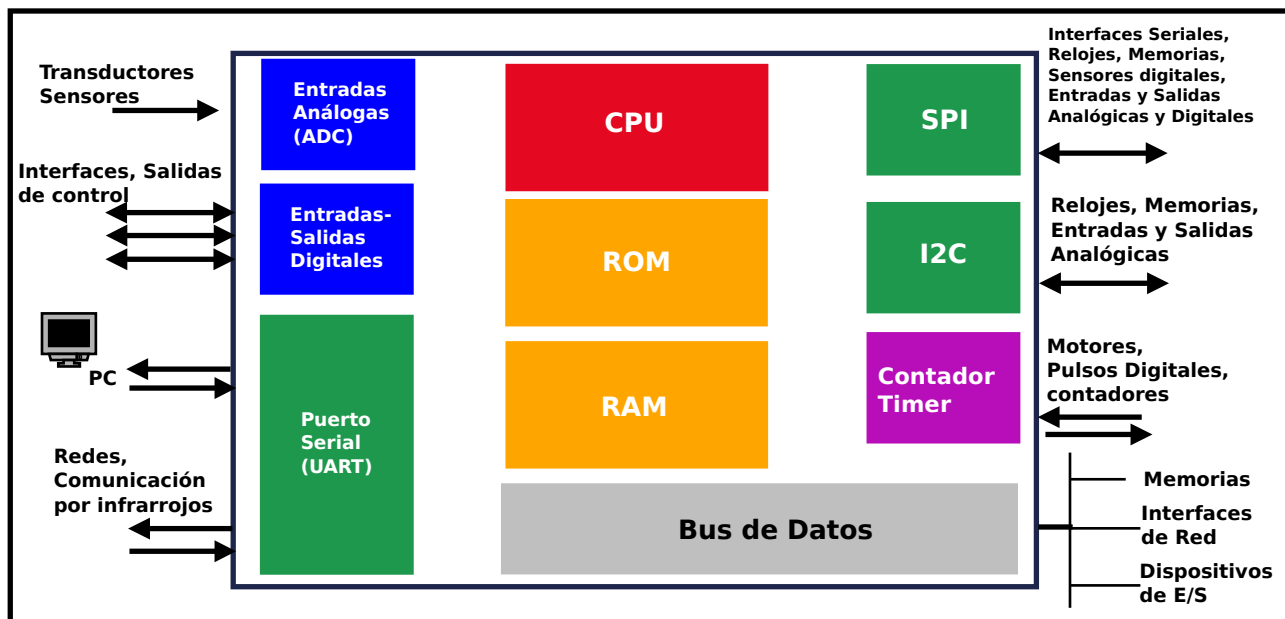 Transductores
Sensores
Interfaces, Salidas
de control
PC
Redes,
Comunicación
por infrarrojos
Entradas
Análogas
(ADC)
Entradas-
Salidas
Digitales
Puerto
Serial
(UART)
CPU
ROM
RAM
Bus de Datos
SPI
I2C
Contador
Timer
Interfaces Seriales,
Relojes, Memorias,
Sensores digitales,
Entradas y Salidas
Analógicas y Digitales
Relojes, Memorias,
Entradas y Salidas
Analógicas
Motores,
Pulsos Digitales,
contadores
Memorias
Interfaces
de Red
Dispositivos
de E/S